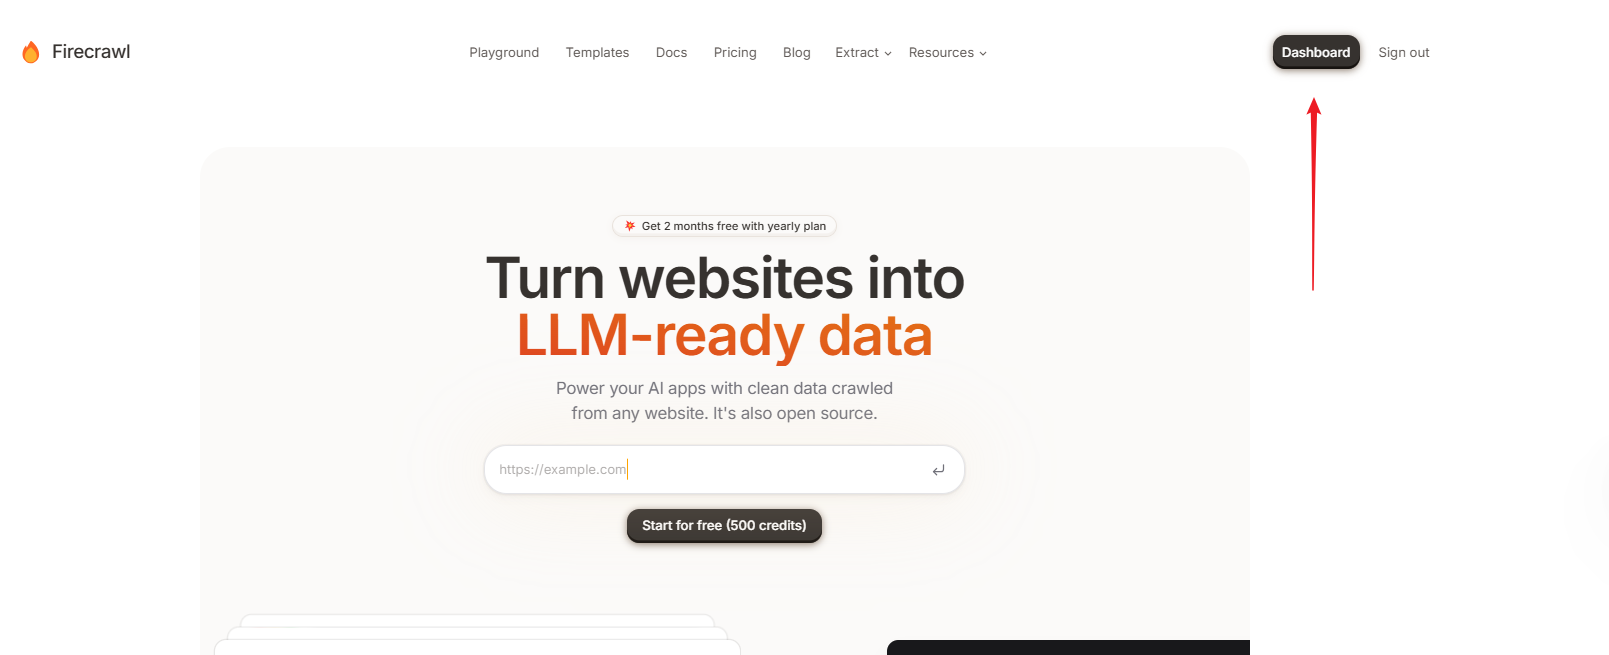 Firecrawl
Playground Templates Docs Pricing Blog Extract Resources
Dashboard Sign out
Get 2 months free with yearly plan
Turn websites into
LLM-ready data
Power your AI apps with clean data crawled
from any website. It's also open source.
https://example.com
Start for free (500 credits)